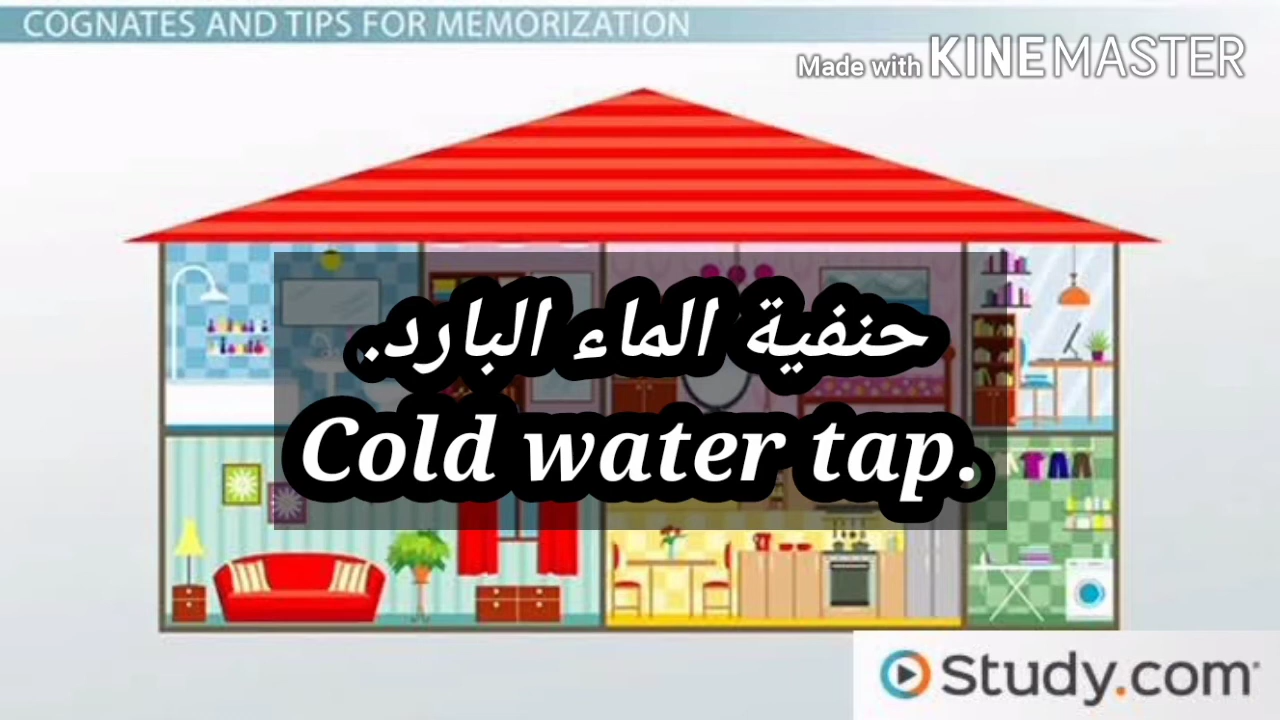 COGNATES AND TIPS FOR MEMORIZATION
Made with KINEMASTER
حنفية الماء البارد.
Cold water tap.
Study.com